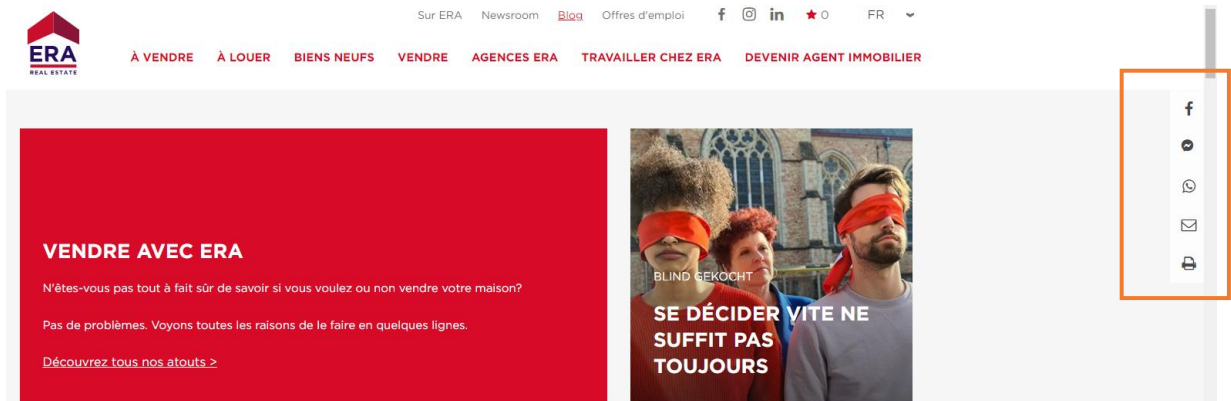 Sur ERA Newsroom Blog Offres d'emploi ★ 0 FR
ERA
REAL ESTATE
À VENDRE À LOUER BIENS NEUFS VENDRE AGENCES ERA TRAVAILLER CHEZ ERA DEVENIR AGENT IMMOBILIER
VENDRE AVEC ERA
N'êtes-vous pas tout à fait sûr de savoir si vous voulez ou non vendre votre maison?
Pas de problèmes. Voyons toutes les raisons de le faire en quelques lignes.
Découvrez tous nos atouts >
BLIND GEKOCHT
SE DÉCIDER VITE NE
SUFFIT PAS
TOUJOURS